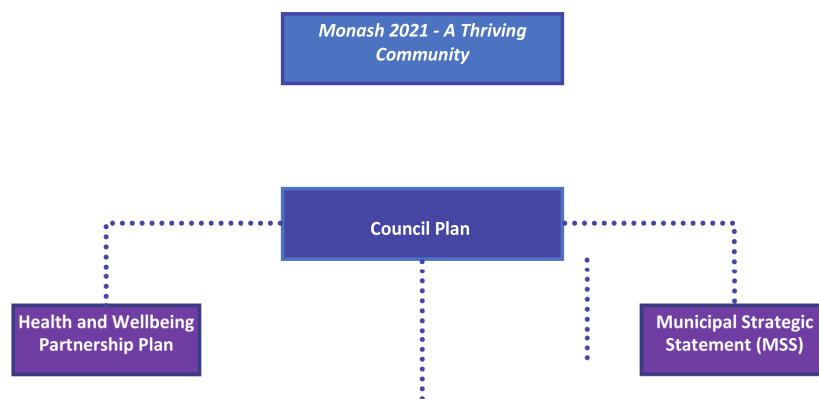 Monash 2021 - A Thriving
Community
Council Plan
Health and Wellbeing
Partnership Plan
Municipal Strategic
Statement (MSS)